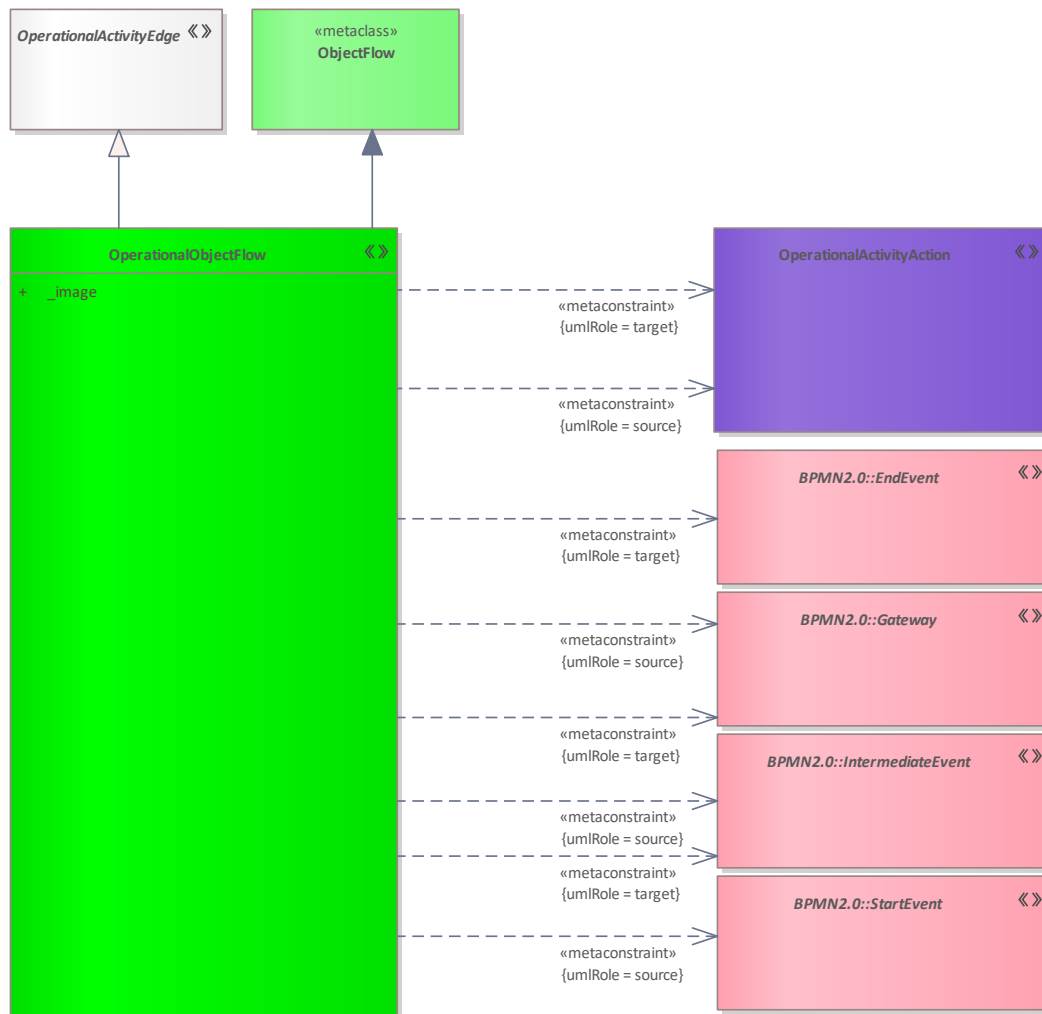 OperationalActivityEdge «»
«metaclass»
ObjectFlow
OperationalObjectFlow «»
+ _image
OperationalActivityAction «»
«metaconstraint»
{umlRole = target}
«metaconstraint»
{umlRole = source}
BPMN2.0::EndEvent «»
«metaconstraint»
{umlRole = target}
BPMN2.0::Gateway «»
«metaconstraint»
{umlRole = source}
«metaconstraint»
{umlRole = target}
BPMN2.0::IntermediateEvent «»
«metaconstraint»
{umlRole = source}
«metaconstraint»
{umlRole = target}
BPMN2.0::StartEvent «»
«metaconstraint»
{umlRole = source}